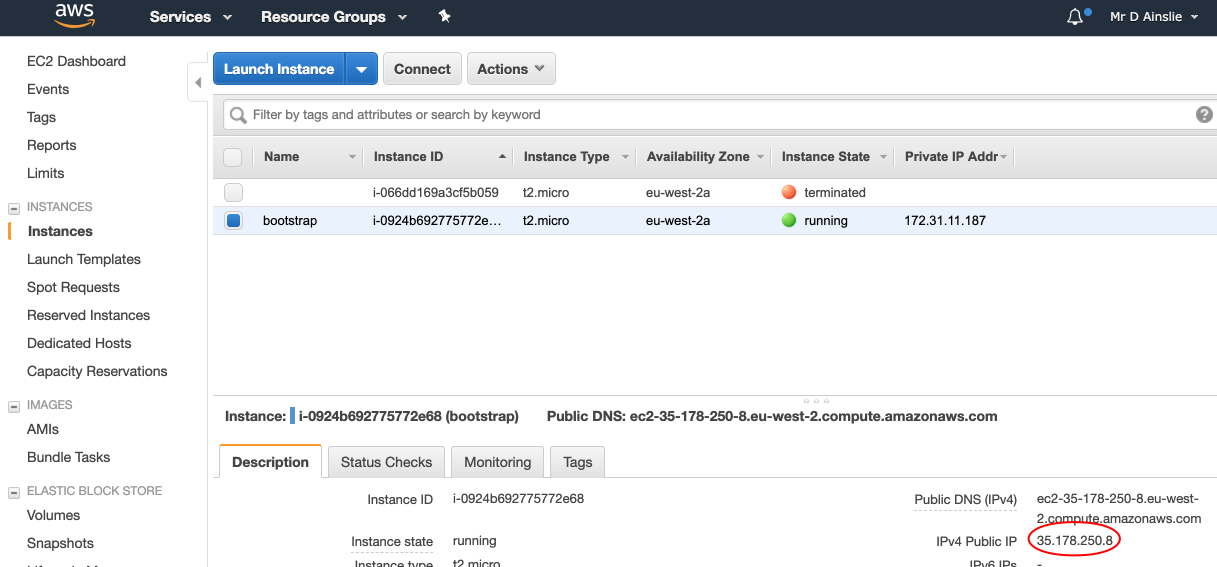 aws Services Resource Groups Mr D Ainslie
EC2 Dashboard
Events
Tags
Reports
Limits
INSTANCES
Instances
Launch Templates
Spot Requests
Reserved Instances
Dedicated Hosts
Capacity Reservations
IMAGES
AMIs
Bundle Tasks
ELASTIC BLOCK STORE
Volumes
Snapshots
Launch Instance Connect Actions
Filter by tags and attributes or search by keyword ?
Name Instance ID Instance Type Availability Zone Instance State Private IP Addr
i-066dd169a3cf5b059 t2.micro eu-west-2a terminated
bootstrap i-0924b692775772e… t2.micro eu-west-2a running 172.31.11.187
Instance: i-0924b692775772e68 (bootstrap) Public DNS: ec2-35-178-250-8.eu-west-2.compute.amazonaws.com
Description Status Checks Monitoring Tags
Instance ID i-0924b692775772e68 Public DNS (IPv4) ec2-35-178-250-8.eu-west-
2.compute.amazonaws.com
Instance state running IPv4 Public IP 35.178.250.8
Instance type t2.micro IPv6 IPs -